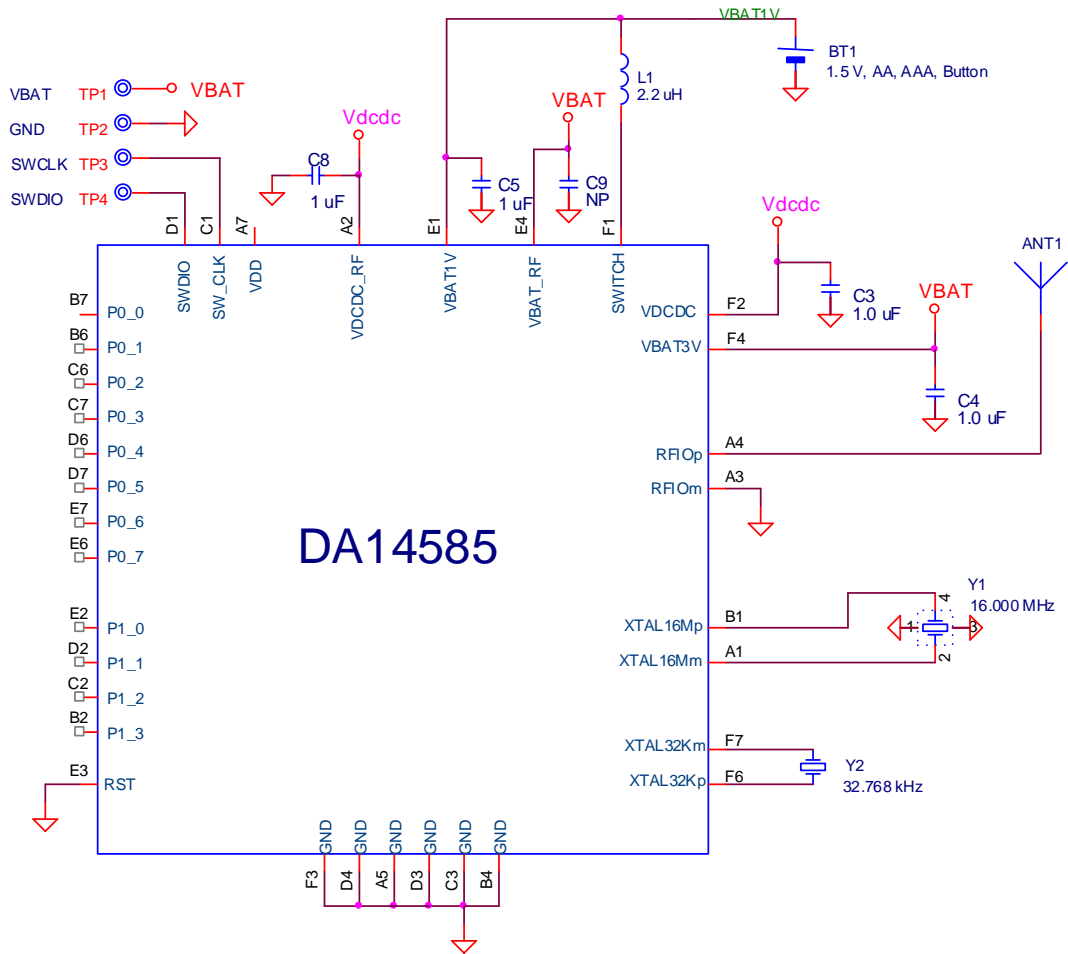 VBAT1V
BT1
1.5 V, AA, AAA, Button
L1
2.2 uH
VBAT TP1 VBAT
GND TP2
SWCLK TP3
SWDIO TP4
Vdcdc
C8
1 uF
VBAT
C5
1 uF
C9
NP
D1
C1
A7
A2
E1
E4
F1
SWDIO
SW_CLK
VDD
VDCDC_RF
VBAT1V
VBAT_RF
SWITCH
Vdcdc
C3
1.0 uF
VBAT
C4
1.0 uF
ANT1
B7 P0_0
B6 P0_1
C6 P0_2
C7 P0_3
D6 P0_4
D7 P0_5
E7 P0_6
E6 P0_7
E2 P1_0
D2 P1_1
C2 P1_2
B2 P1_3
E3 RST
DA14585
VDCDC F2
VBAT3V F4
RFIOp A4
RFIOm A3
XTAL16Mp B1
XTAL16Mm A1
Y1
16.000 MHz
4
1
3
2
XTAL32Km F7
XTAL32Kp F6
Y2
32.768 kHz
GND
GND
GND
GND
GND
GND
F3
D4
A5
D3
C3
B4